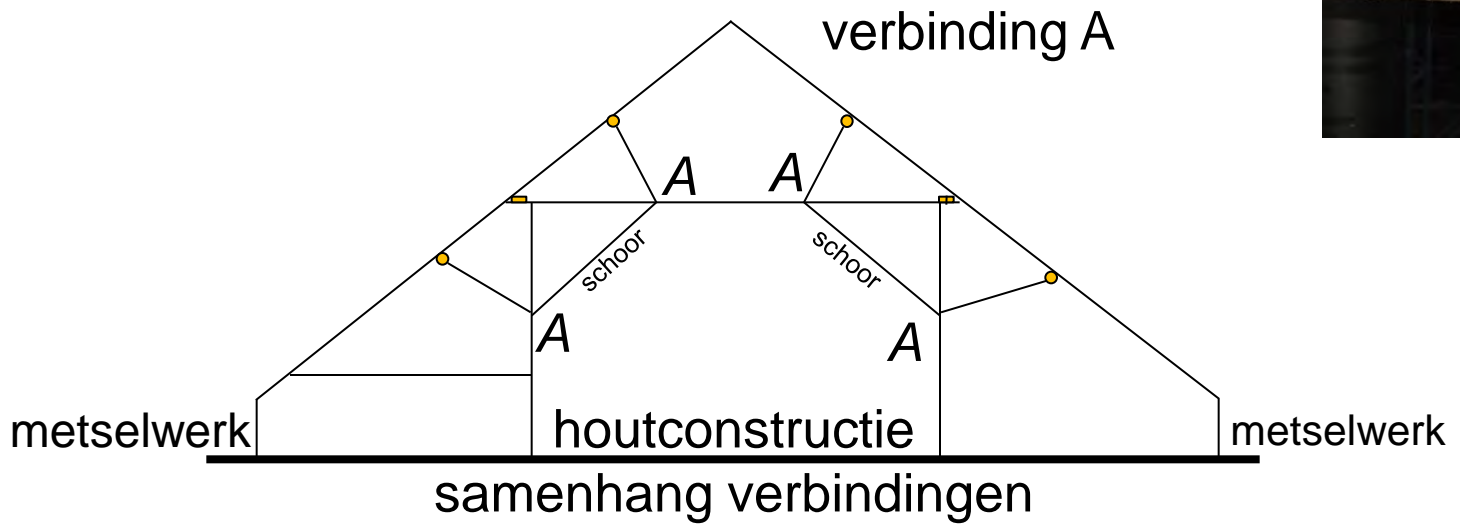 verbinding A
A A
schoor schoor
A A
metselwerk houtconstructie metselwerk
samenhang verbindingen